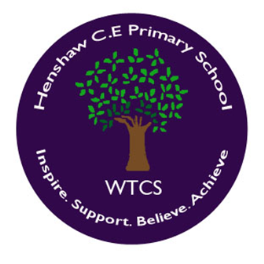 Henshaw C.E Primary School
WTCS
Inspire. Support. Believe. Achieve